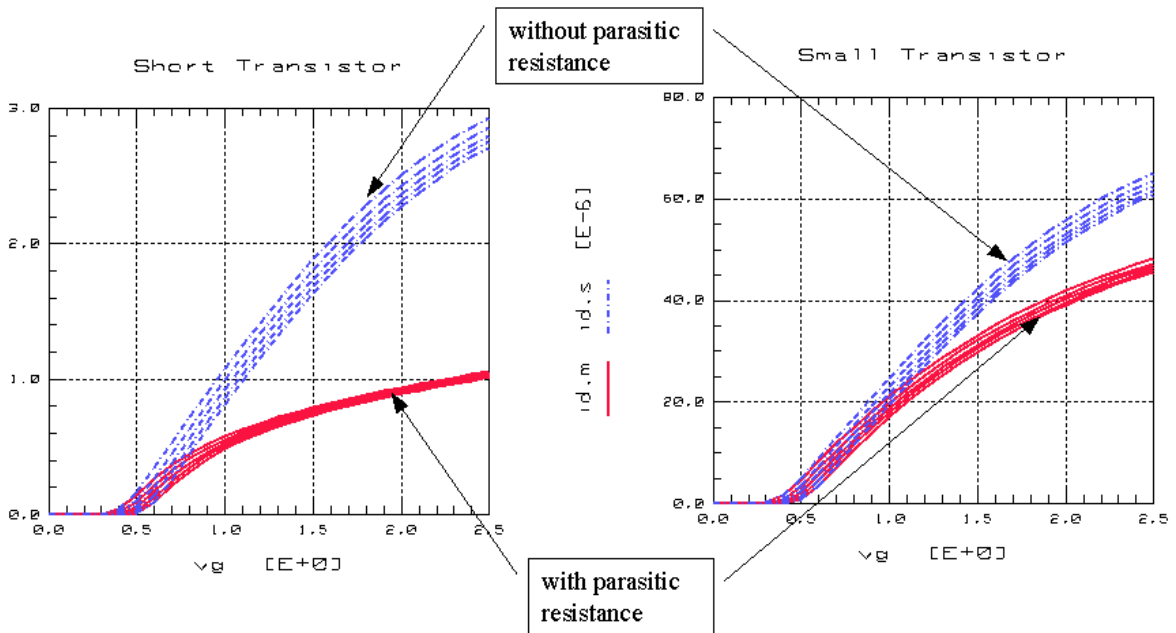 without parasitic
resistance
Short Transistor
Small Transistor
3.0
2.0
1.0
0.0
0.0 0.5 1.0 1.5 2.0 2.5
vg [E+0]
id.m id.s [E-6]
80.0
60.0
40.0
20.0
0.0
0.0 0.5 1.0 1.5 2.0 2.5
vg [E+0]
with parasitic
resistance